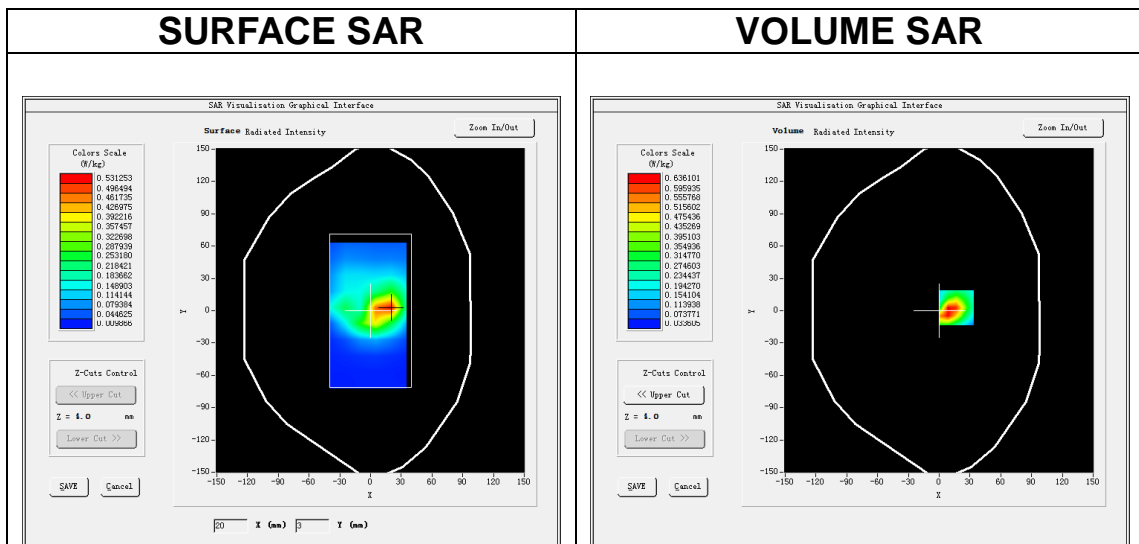 SURFACE SAR
VOLUME SAR
SAR Visualisation Graphical Interface
Surface Radiated Intensity
Zoom In/Out
Colors Scale
(W/kg)
0.531253
0.496494
0.461735
0.426975
0.392216
0.357457
0.322698
0.287939
0.253180
0.218421
0.183662
0.148903
0.114144
0.079384
0.044625
0.009866
Z-Cuts Control
<< Upper Cut
Z = 4.0 mm
Lower Cut >>
SAVE
Cancel
150
120
90
60
30
0
-30
-60
-90
-120
-150
Y
-150 -120 -90 -60 -30 0 30 60 90 120 150
X
20 X (mm) 3 Y (mm)
SAR Visualisation Graphical Interface
Volume Radiated Intensity
Zoom In/Out
Colors Scale
(W/kg)
0.636101
0.595935
0.555768
0.515602
0.475436
0.435269
0.395103
0.354936
0.314770
0.274603
0.234437
0.194270
0.154104
0.113938
0.073771
0.033605
Z-Cuts Control
<< Upper Cut
Z = 4.0 mm
Lower Cut >>
SAVE
Cancel
150
120
90
60
30
0
-30
-60
-90
-120
-150
Y
-150 -120 -90 -60 -30 0 30 60 90 120 150
X